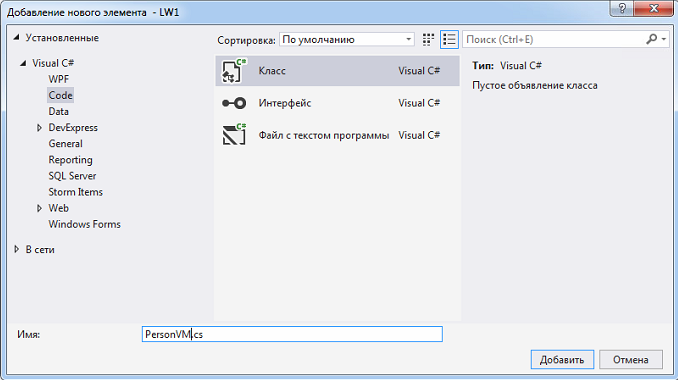 Добавление нового элемента - LW1
Установленные
Visual C#
WPF
Code
Data
DevExpress
General
Reporting
SQL Server
Storm Items
Web
Windows Forms
В сети
Сортировка: По умолчанию
Поиск (Ctrl+E)
C# Класс Visual C#
Интерфейс Visual C#
C# Файл с текстом программы Visual C#
Тип: Visual C#
Пустое объявление класса
Имя: PersonVM.cs
Добавить Отмена